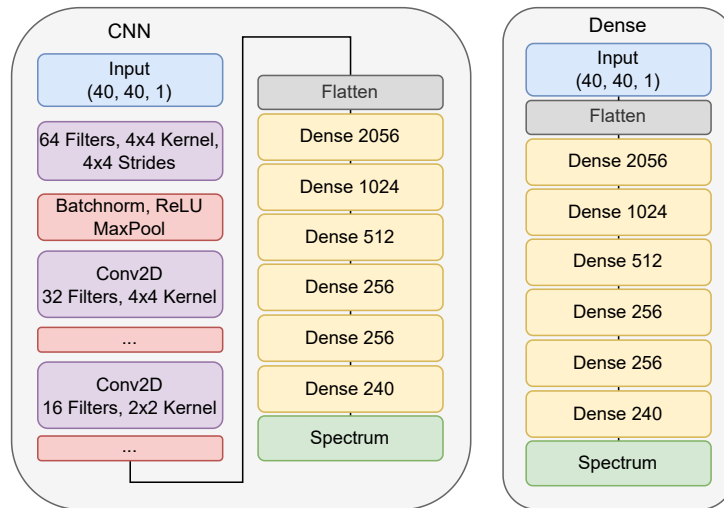 CNN
Input
(40, 40, 1)
64 Filters, 4x4 Kernel,
4x4 Strides
Batchnorm, ReLU
MaxPool
Conv2D
32 Filters, 4x4 Kernel
...
Conv2D
16 Filters, 2x2 Kernel
...
Flatten
Dense 2056
Dense 1024
Dense 512
Dense 256
Dense 256
Dense 240
Spectrum
Dense
Input
(40, 40, 1)
Flatten
Dense 2056
Dense 1024
Dense 512
Dense 256
Dense 256
Dense 240
Spectrum